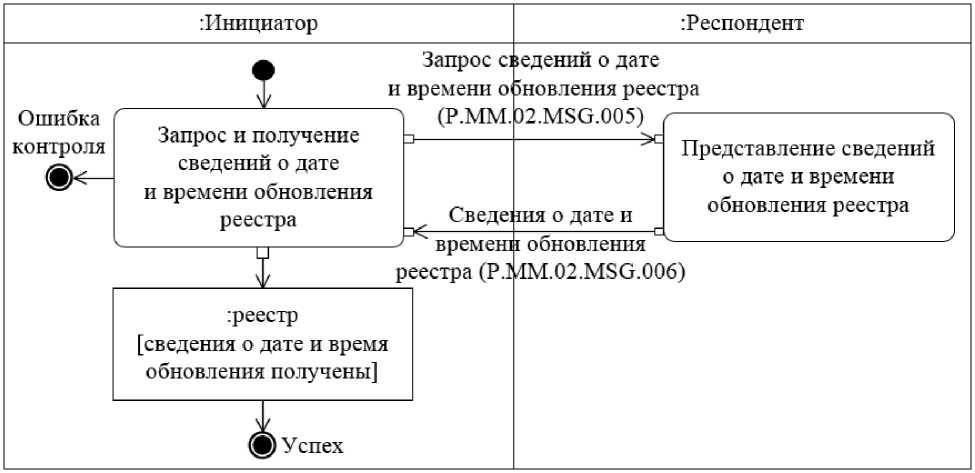 :Инициатор
:Респондент
Запрос сведений о дате
и времени обновления реестра
(P.MM.02.MSG.005)
Ошибка
контроля
Запрос и получение
сведений о дате
и времени обновления
реестра
Представление сведений
о дате и времени
обновления реестра
Сведения о дате и
времени обновления
реестра (P.MM.02.MSG.006)
:реестр
[сведения о дате и время
обновления получены]
Успех